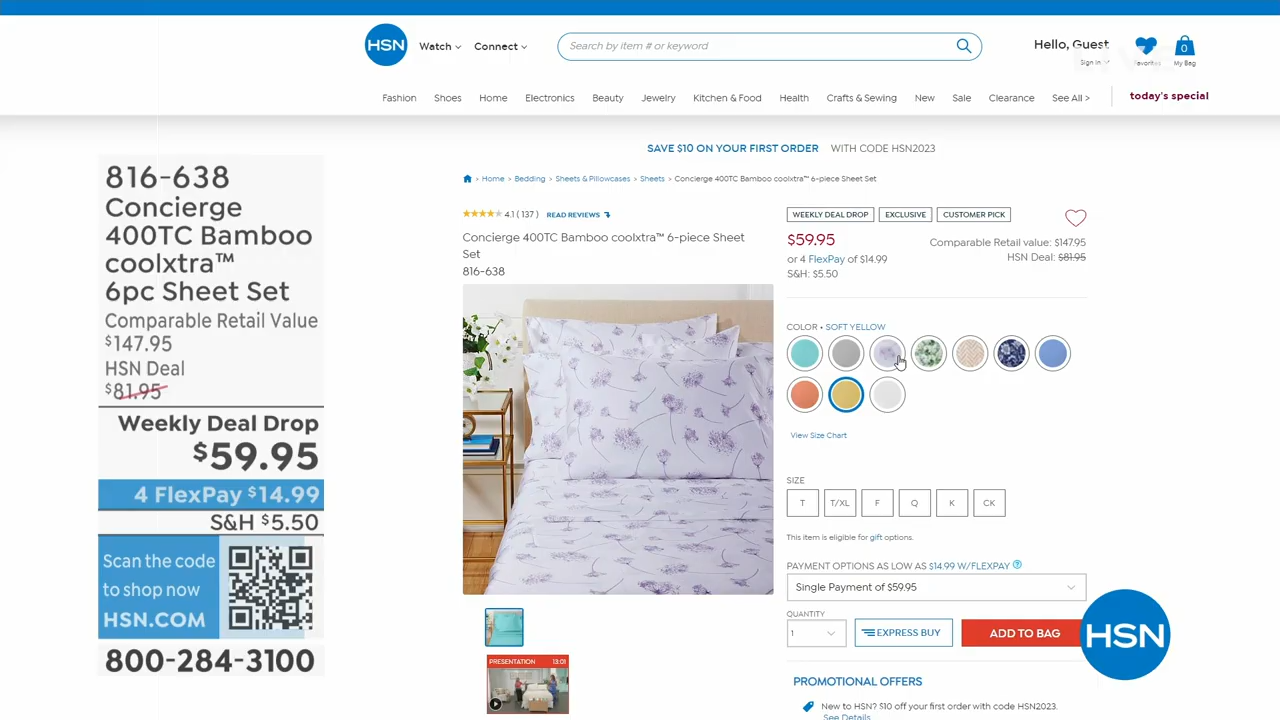 HSN
Watch
Connect
Search by item # or keyword
Hello, Guest
Sign In
Favorites
0
My Bag
Fashion
Shoes
Home
Electronics
Beauty
Jewelry
Kitchen & Food
Health
Crafts & Sewing
New
Sale
Clearance
See All >
today's special
SAVE $10 ON YOUR FIRST ORDER WITH CODE HSN2023
816-638
Concierge
400TC Bamboo
coolxtra™
6pc Sheet Set
Comparable Retail Value
$147.95
HSN Deal
$81.95
Weekly Deal Drop
$59.95
4 FlexPay $14.99
S&H $5.50
Scan the code
to shop now
HSN.COM
800-284-3100
Home > Bedding > Sheets & Pillowcases > Sheets > Concierge 400TC Bamboo coolxtra™ 6-piece Sheet Set
4.1 ( 137 ) READ REVIEWS
Concierge 400TC Bamboo coolxtra™ 6-piece Sheet
Set
816-638
PRESENTATION 13:01
WEEKLY DEAL DROP
EXCLUSIVE
CUSTOMER PICK
$59.95
Comparable Retail value: $147.95
or 4 FlexPay of $14.99
HSN Deal: $81.95
S&H: $5.50
COLOR • SOFT YELLOW
View Size Chart
SIZE
T
T/XL
F
Q
K
CK
This item is eligible for gift options.
PAYMENT OPTIONS AS LOW AS $14.99 W/FLEXPAY ?
Single Payment of $59.95
QUANTITY
1
EXPRESS BUY
ADD TO BAG
HSN
PROMOTIONAL OFFERS
New to HSN? $10 off your first order with code HSN2023.
See Details